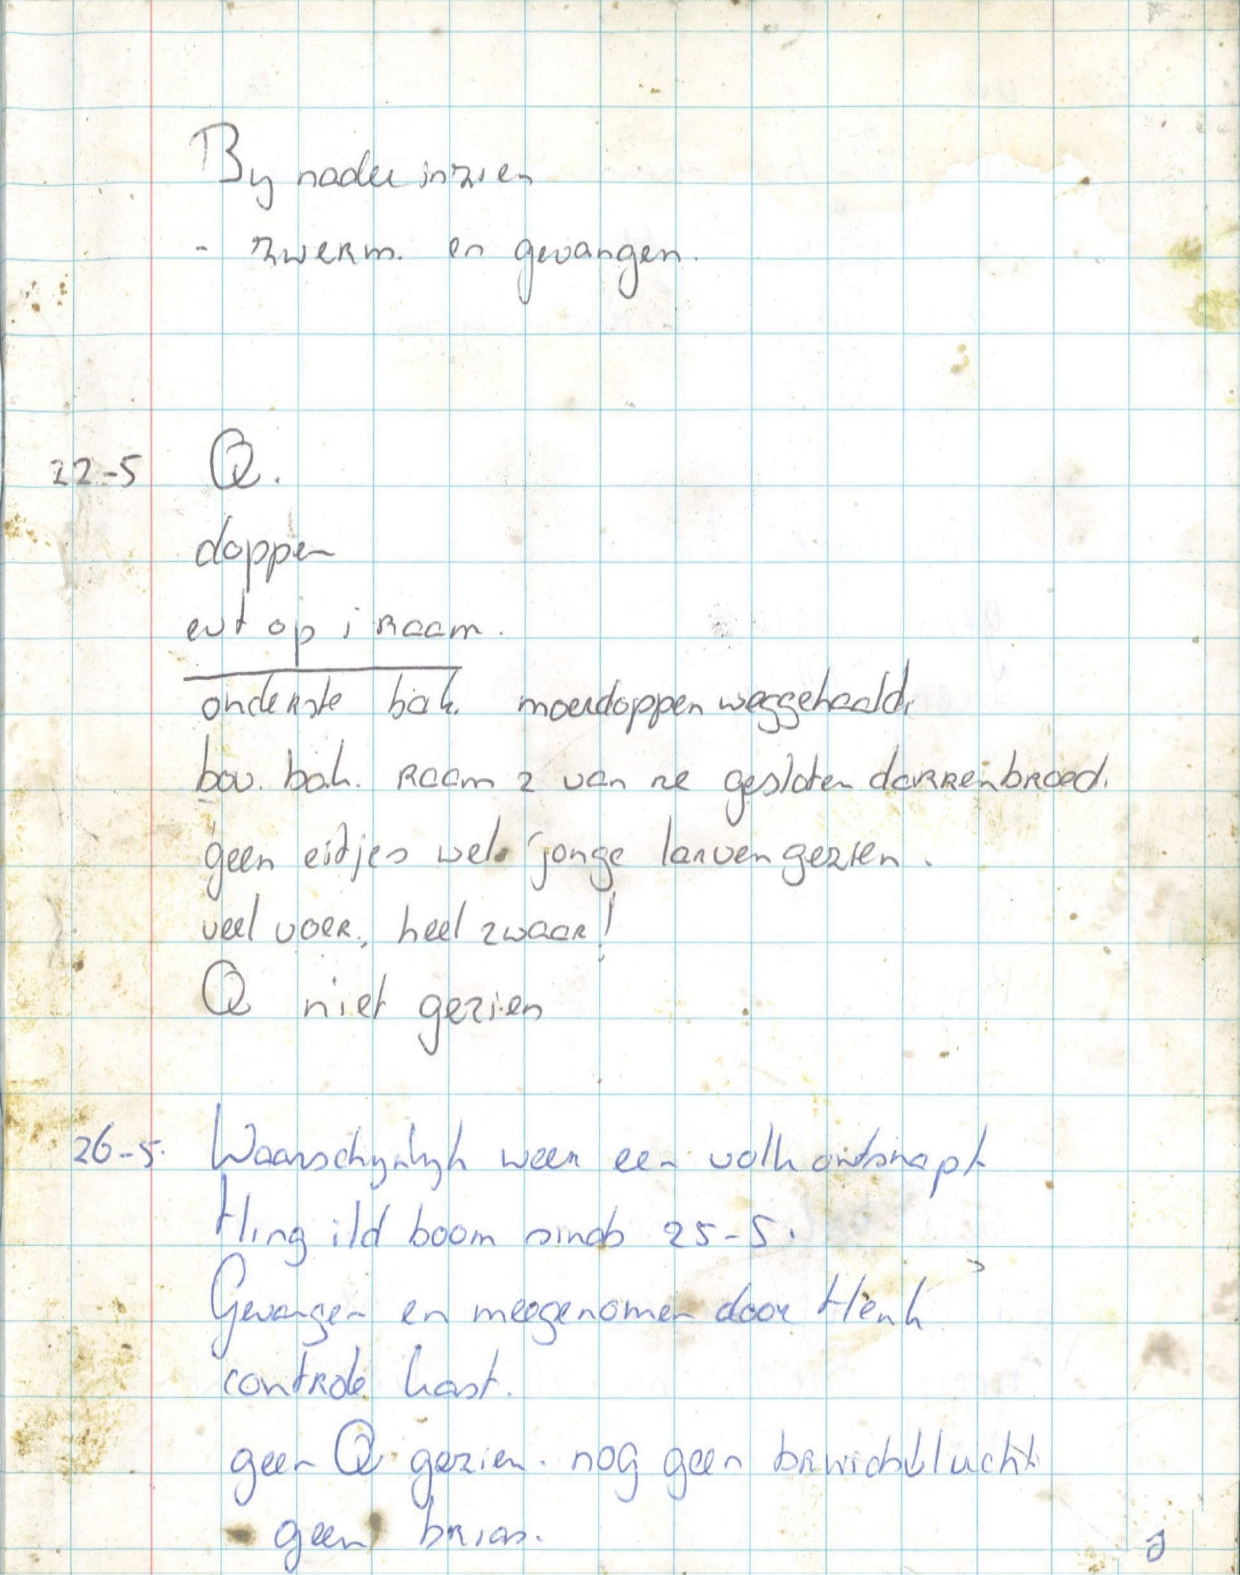 By nader inzien
- zwerm. en gevangen.
22-5 Q.
doppen
evt op 1 raam.
onderste bak. moerdoppen weggehaald.
bov. bak. Raam 2 van re gesloten darrenbroed.
geen eitjes wel jonge larven gezien.
veel voer, heel zwaar!
Q niet gezien
26-5. Waarschynlyk weer een volk ontsnapt
Hing i/d boom sinds 25-5.
Gevangen en meegenomen door Henk
controle kast.
geen Q gezien. nog geen bruidsvlucht
geen brias.